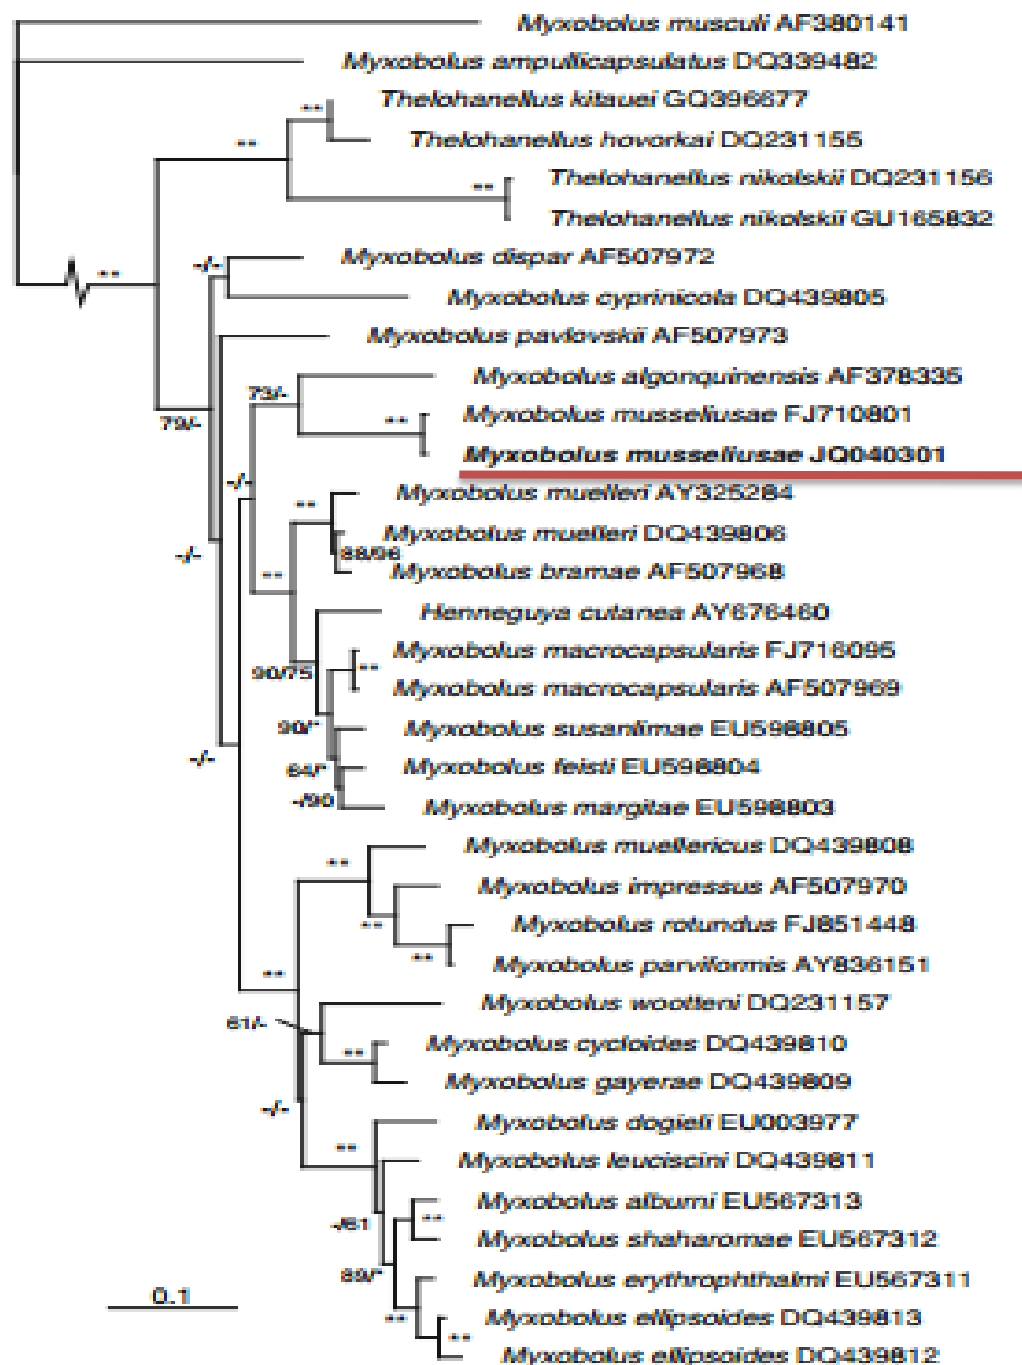 Myxobolus musculi AF380141
Myxobolus ampullicapsulatus DQ339482
Thelohanellus kitauei GQ396677
**
Thelohanellus hovorkai DQ231155
**
Thelohanellus nikolskii DQ231156
**
Thelohanellus nikolskii GU165832
Myxobolus dispar AF507972
-/-
**
Myxobolus cyprinicola DQ439805
Myxobolus pavlovskii AF507973
Myxobolus algonquinensis AF378335
73/-
Myxobolus musseliusae FJ710801
79/-
**
Myxobolus musseliusae JQ040301
-/-
Myxobolus muelleri AY325284
**
Myxobolus muelleri DQ439806
-/-
88/96
Myxobolus bramae AF507968
**
Henneguya cutanea AY676460
Myxobolus macrocapsularis FJ716095
90/75
**
Myxobolus macrocapsularis AF507969
90/*
Myxobolus susanlimae EU598805
-/-
64/*
Myxobolus feisti EU598804
-/90
Myxobolus margitae EU598803
Myxobolus muellericus DQ439808
**
Myxobolus impressus AF507970
**
Myxobolus rotundus FJ851448
**
Myxobolus parviformis AY836151
**
Myxobolus wootteni DQ231157
61/-
Myxobolus cycloides DQ439810
**
Myxobolus gayerae DQ439809
-/-
Myxobolus dogieli EU003977
**
Myxobolus leuciscini DQ439811
Myxobolus alburni EU567313
-/61
**
Myxobolus shaharomae EU567312
89/*
Myxobolus erythrophthalmi EU567311
0.1
**
Myxobolus ellipsoides DQ439813
**
Myxobolus ellipsoides DQ439812